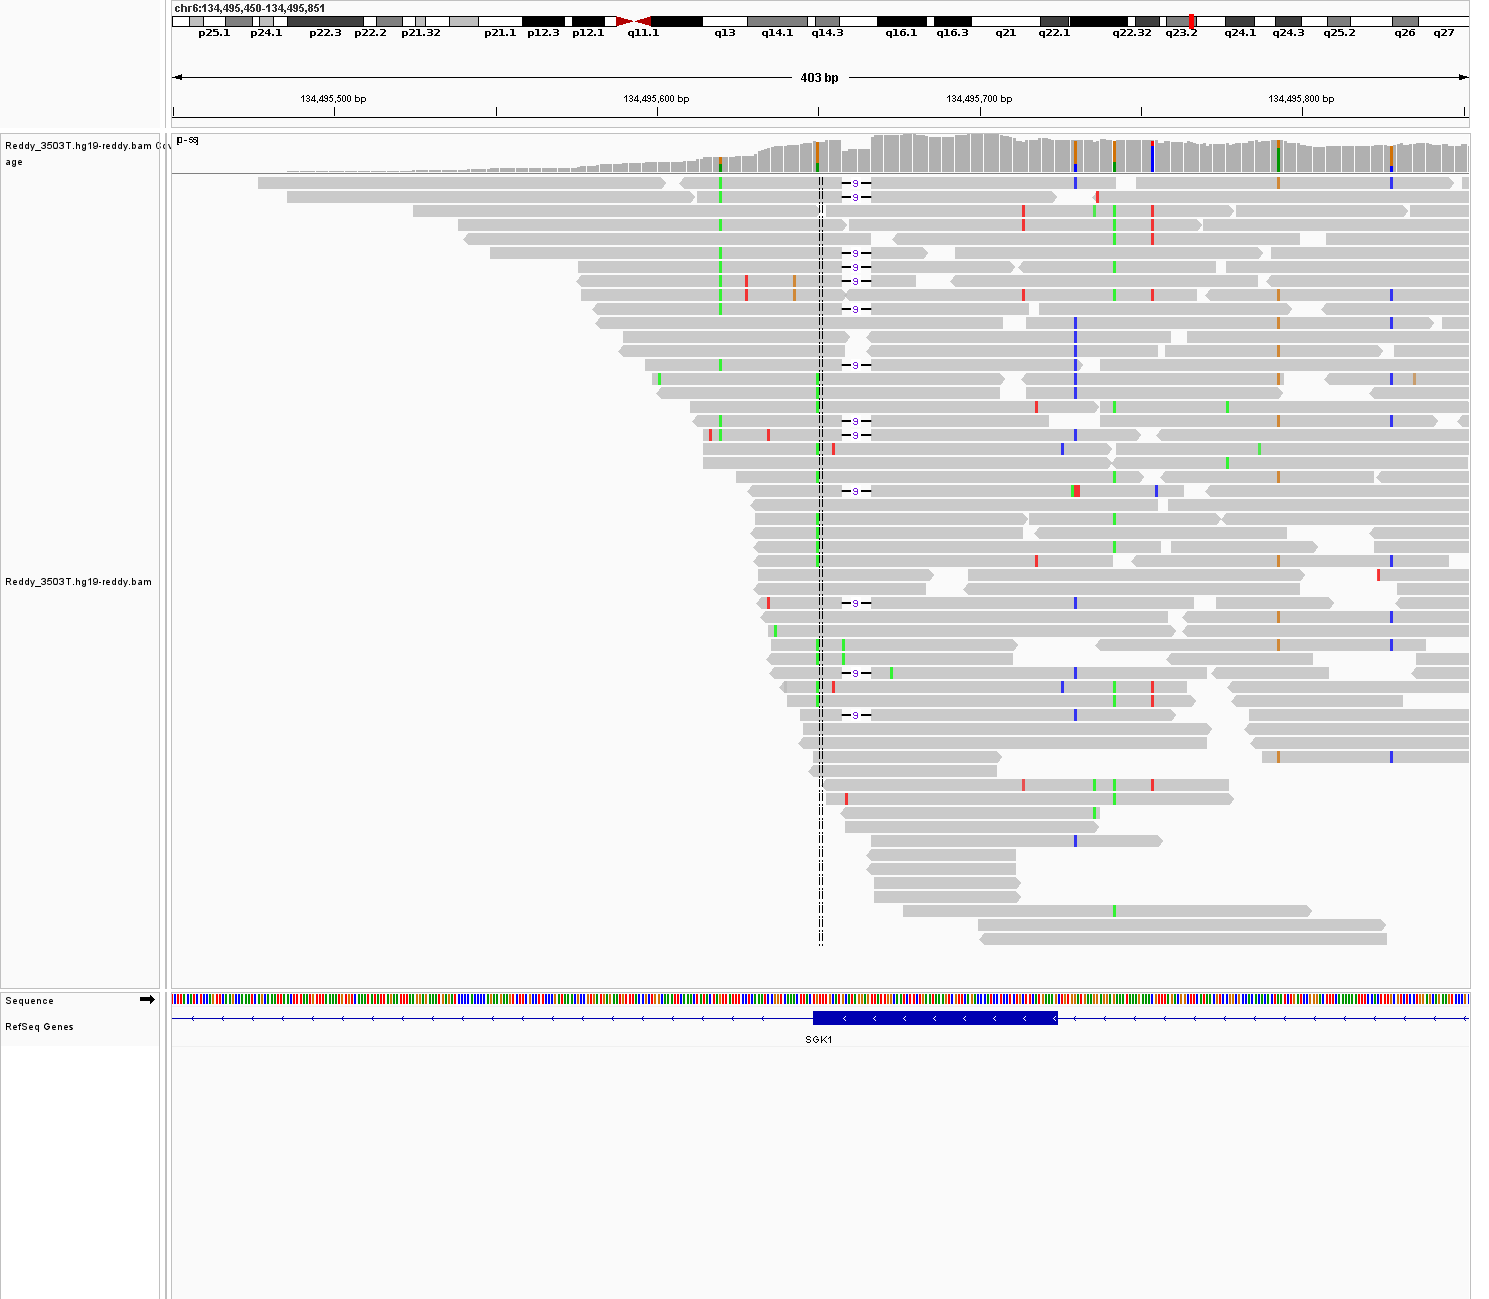 chr6:134,495,450-134,495,851
p25.1 p24.1 p22.3 p22.2 p21.32 p21.1 p12.3 p12.1 q11.1 q13 q14.1 q14.3 q16.1 q16.3 q21 q22.1 q22.32 q23.2 q24.1 q24.3 q25.2 q26 q27
403 bp
134,495,500 bp 134,495,600 bp 134,495,700 bp 134,495,800 bp
Reddy_3503T.hg19-reddy.bam Cov
age
9
9
9
9
9
9
9
9
9
9
9
9
9
Reddy_3503T.hg19-reddy.bam
Sequence
RefSeq Genes
SGK1